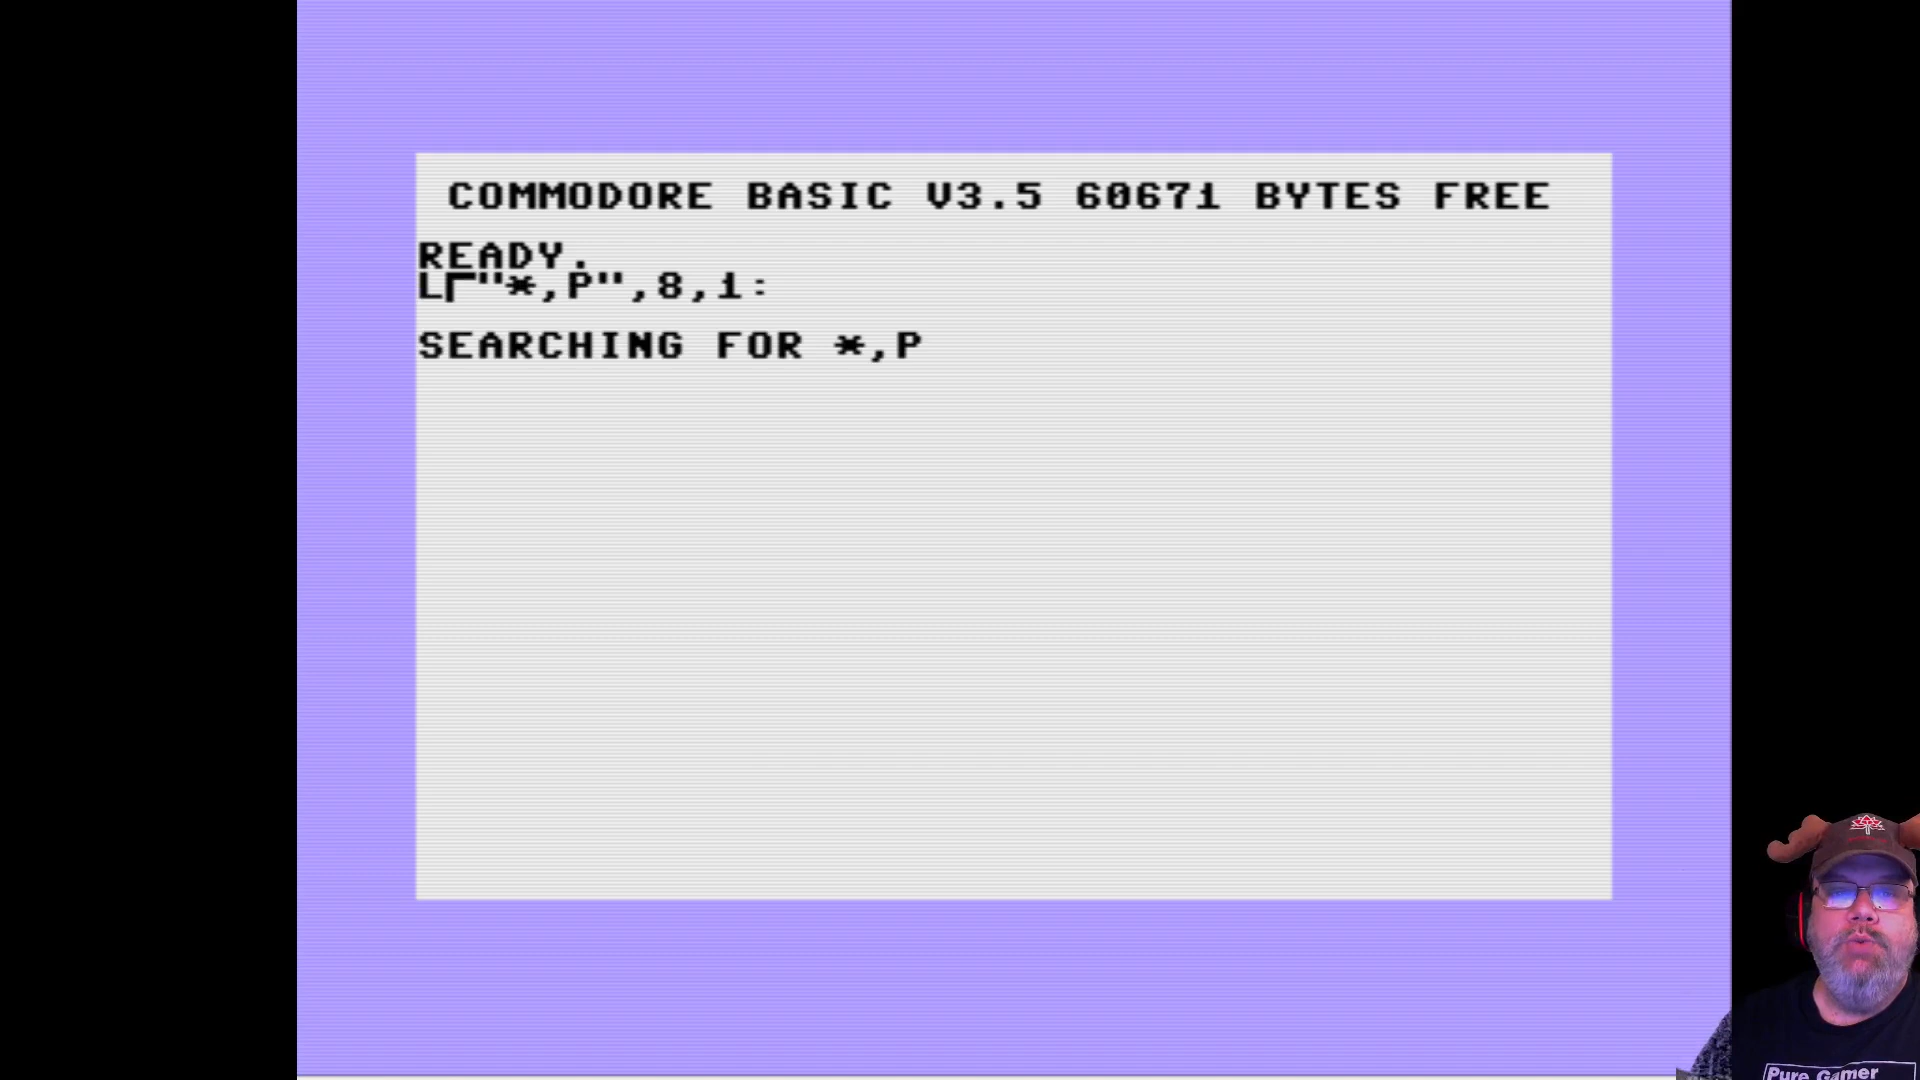 COMMODORE BASIC V3.5 60671 BYTES FREE
READY.
L┌"*,P",8,1:
SEARCHING FOR *,P
Pure Gamer